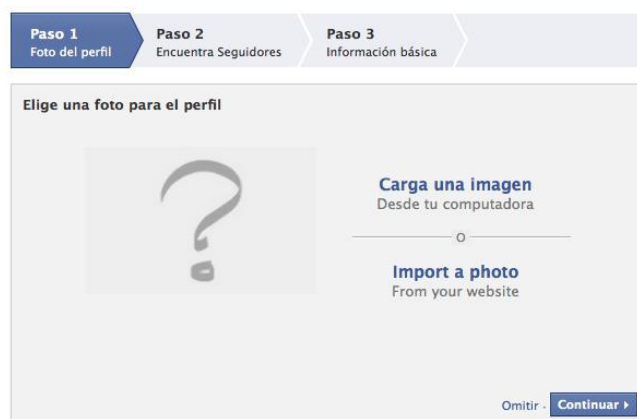 Paso 1
Foto del perfil
Paso 2
Encuentra Seguidores
Paso 3
Información básica
Elige una foto para el perfil
?
Carga una imagen
Desde tu computadora
o
Import a photo
From your website
Omitir · Continuar